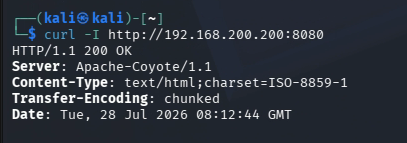 ┌──(kali㉿kali)-[~]
└─$ curl -I http://192.168.200.200:8080
HTTP/1.1 200 OK
Server: Apache-Coyote/1.1
Content-Type: text/html;charset=ISO-8859-1
Transfer-Encoding: chunked
Date: Tue, 28 Jul 2026 08:12:44 GMT